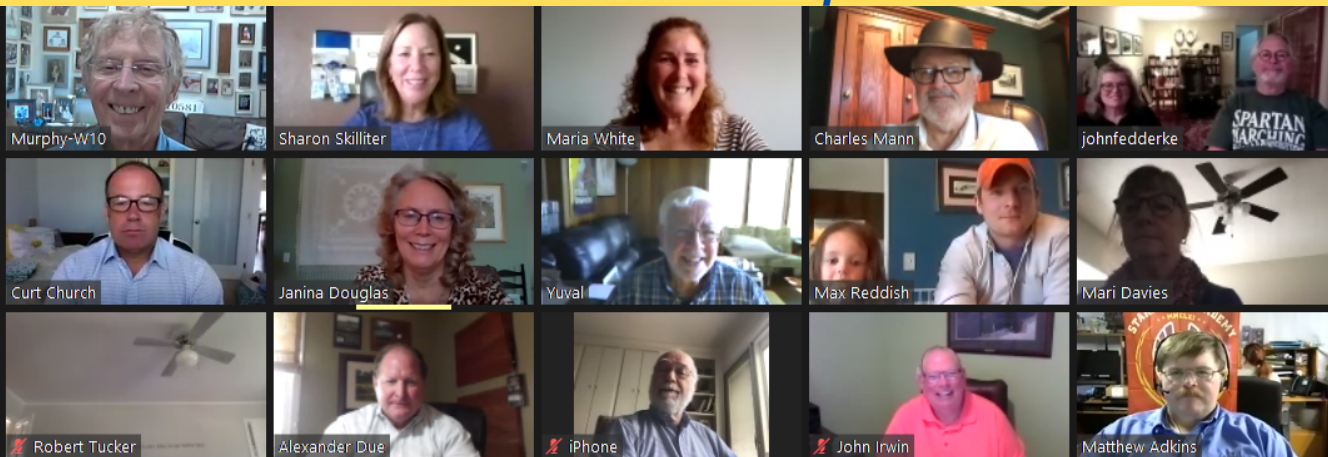 70581
Murphy-W10
Sharon Skilliter
Maria White
Charles Mann
SPARTAN
MARCHING
johnfedderke
Curt Church
Janina Douglas
Yuval
Max Reddish
Mari Davies
Robert Tucker
Alexander Due
iPhone
John Irwin
Matthew Adkins